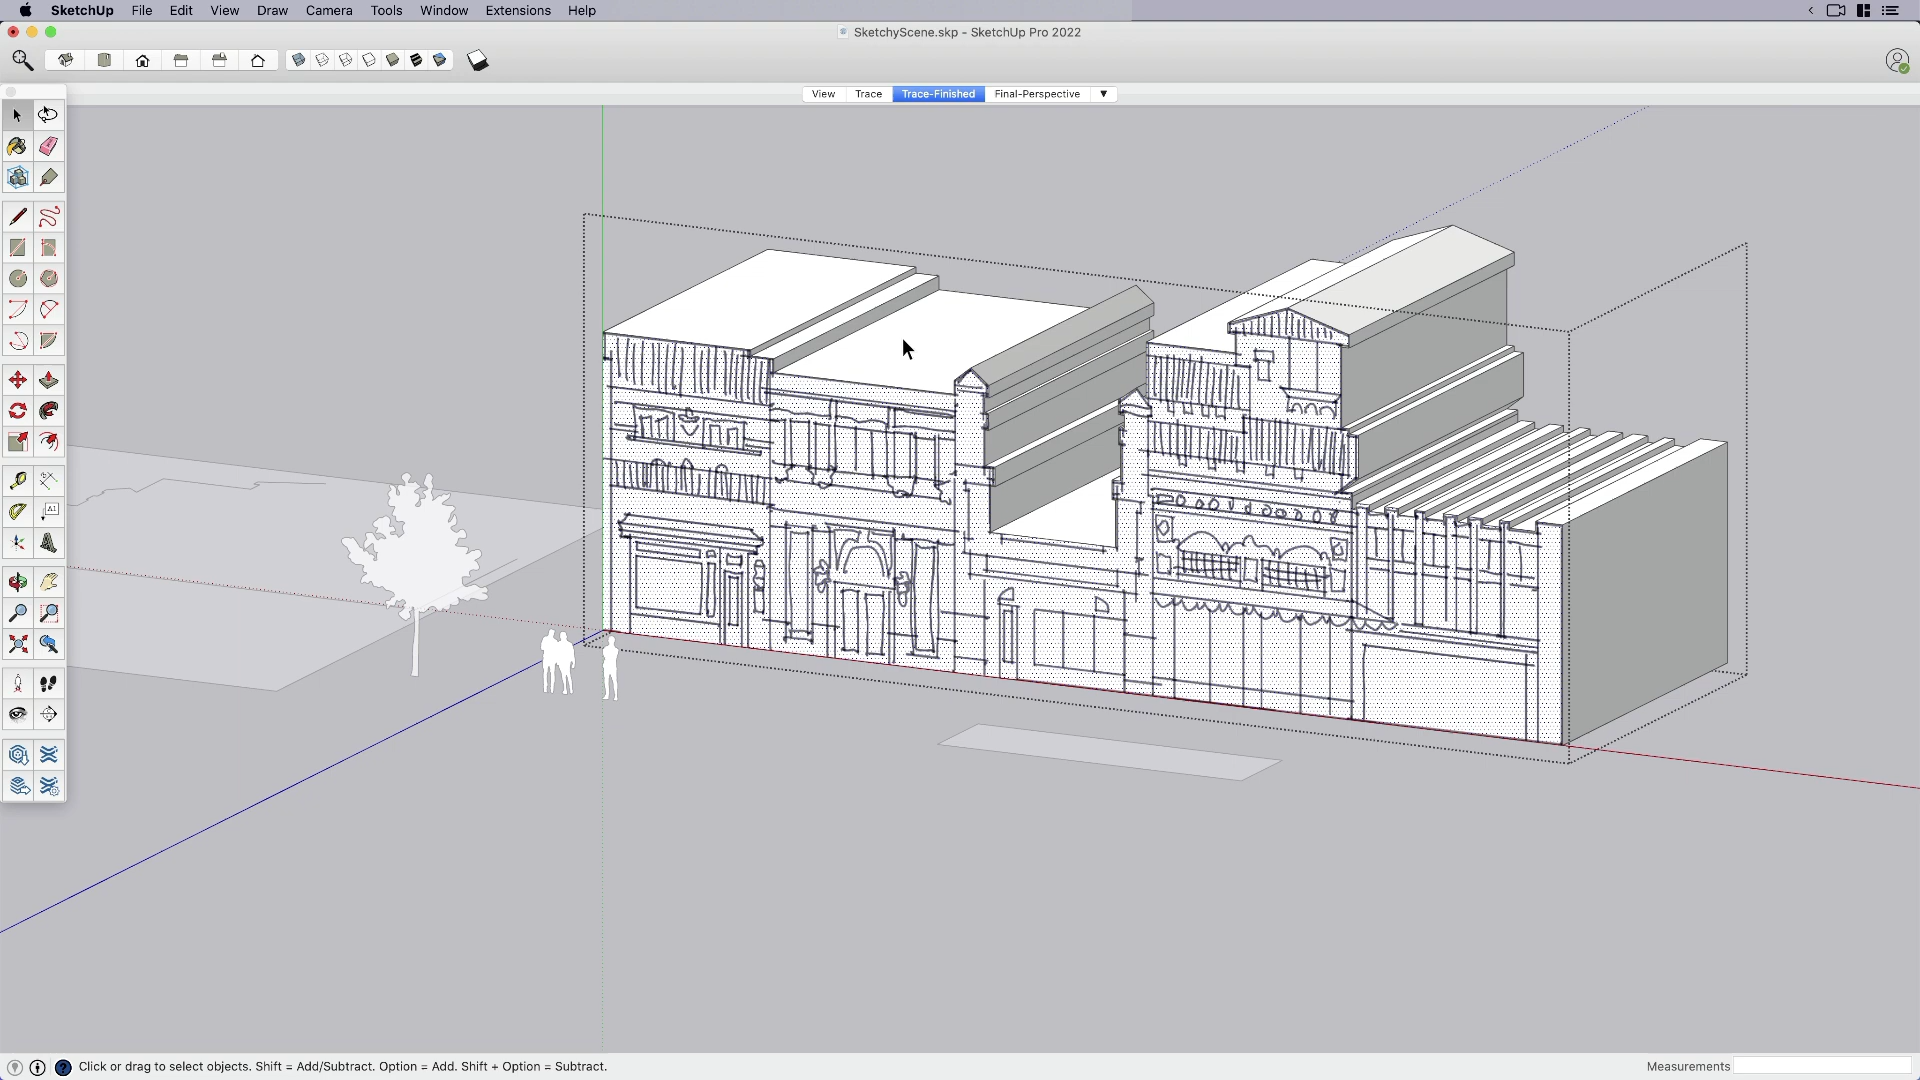 SketchUp File Edit View Draw Camera Tools Window Extensions Help
SketchyScene.skp - SketchUp Pro 2022
View Trace Trace-Finished Final-Perspective
A1
Click or drag to select objects. Shift = Add/Subtract. Option = Add. Shift + Option = Subtract.
Measurements